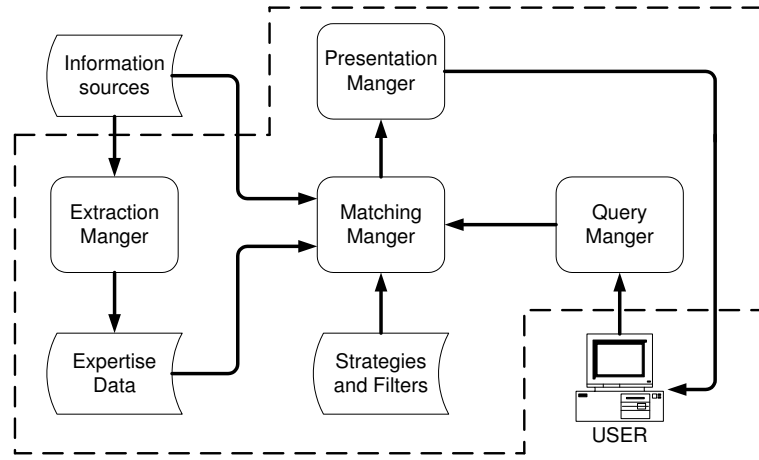 Information
sources
Presentation
Manger
Extraction
Manger
Matching
Manger
Query
Manger
Expertise
Data
Strategies
and Filters
USER